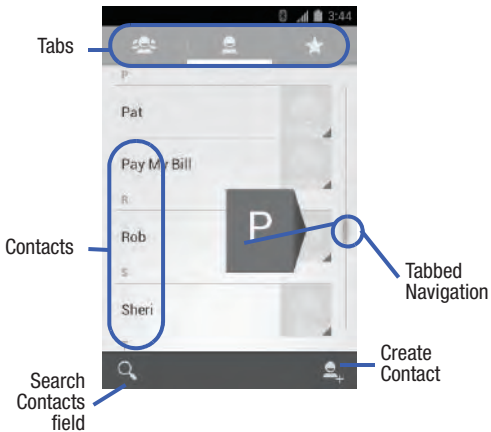 3:44
Tabs
P
Pat
Pay My Bill
R
P
Rob
Contacts
S
Tabbed
Navigation
Sheri
T
Create
Contact
Search
Contacts
field